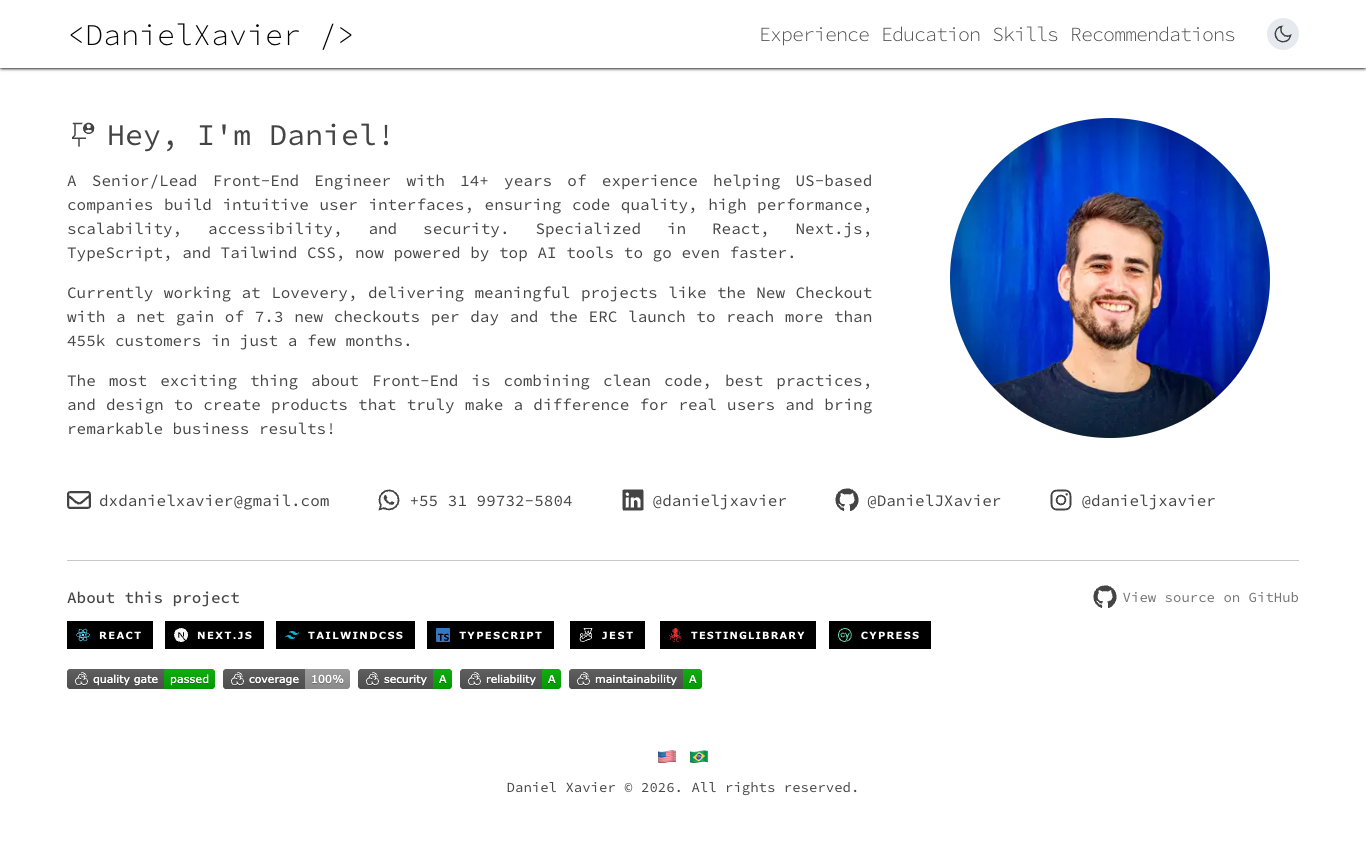 <DanielXavier />
Experience Education Skills Recommendations
Hey, I'm Daniel!
A Senior/Lead Front-End Engineer with 14+ years of experience helping US-based
companies build intuitive user interfaces, ensuring code quality, high performance,
scalability, accessibility, and security. Specialized in React, Next.js,
TypeScript, and Tailwind CSS, now powered by top AI tools to go even faster.
Currently working at Lovevery, delivering meaningful projects like the New Checkout
with a net gain of 7.3 new checkouts per day and the ERC launch to reach more than
455k customers in just a few months.
The most exciting thing about Front-End is combining clean code, best practices,
and design to create products that truly make a difference for real users and bring
remarkable business results!
dxdanielxavier@gmail.com +55 31 99732-5804 @danieljxavier @DanielJXavier @danieljxavier
About this project View source on GitHub
REACT NEXT.JS TAILWINDCSS TS TYPESCRIPT JEST TESTINGLIBRARY cy CYPRESS
quality gate passed coverage 100% security A reliability A maintainability A
Daniel Xavier © 2026. All rights reserved.